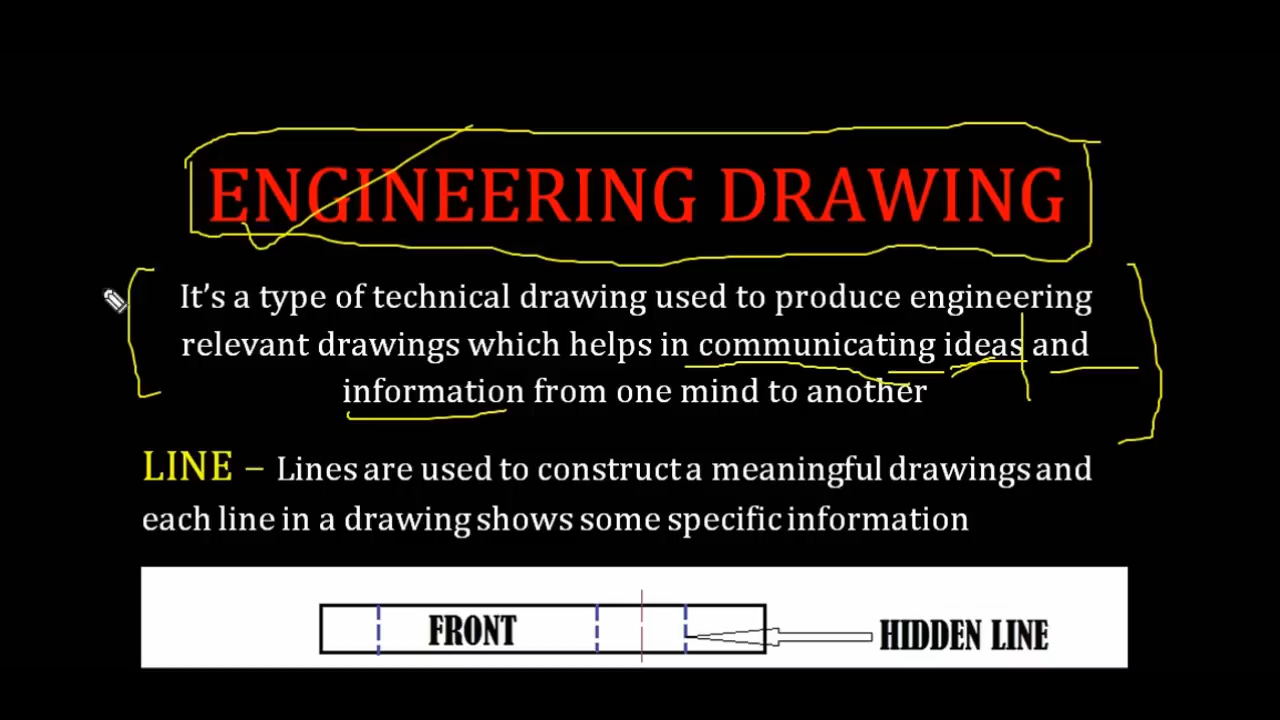 ENGINEERING DRAWING
It’s a type of technical drawing used to produce engineering
relevant drawings which helps in communicating ideas and
information from one mind to another
LINE – Lines are used to construct a meaningful drawings and
each line in a drawing shows some specific information
FRONT
HIDDEN LINE